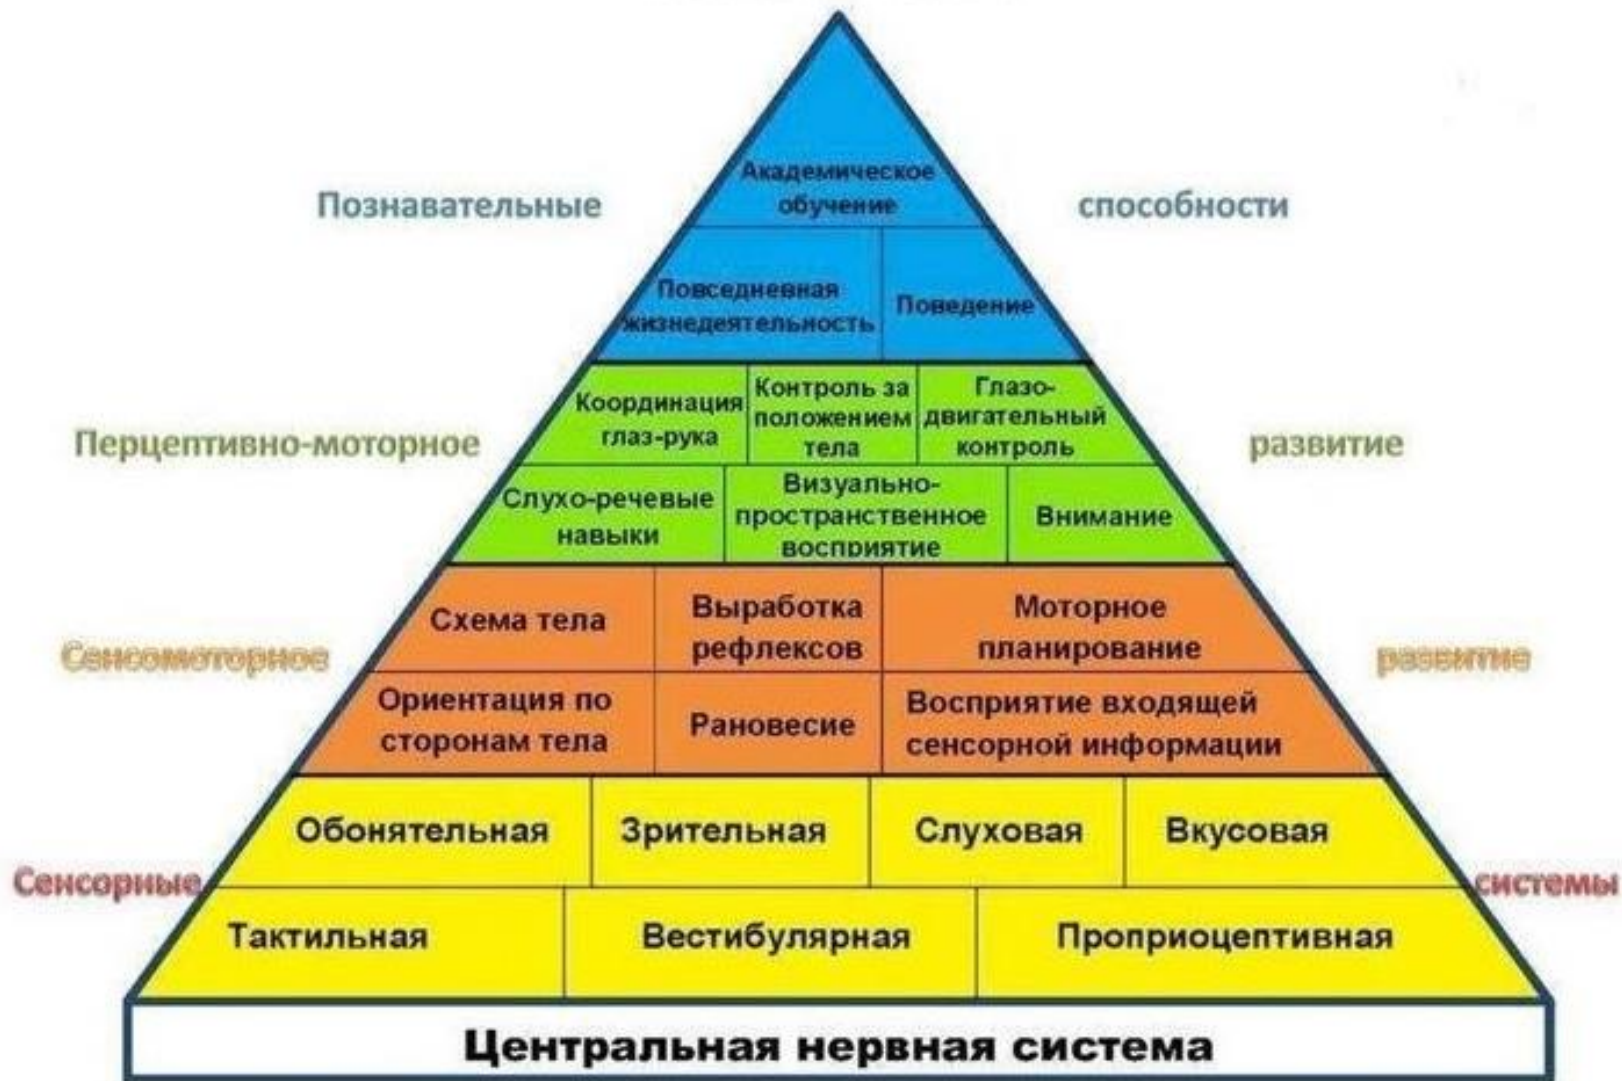 Академическое
обучение
Познавательные
способности
Повседневная
жизнедеятельность
Поведение
Координация
глаз-рука
Контроль за
положением
тела
Глазо-
двигательный
контроль
Перцептивно-моторное
развитие
Слухо-речевые
навыки
Визуально-
пространственное
восприятие
Внимание
Схема тела
Выработка
рефлексов
Моторное
планирование
Сенсомоторное
развитие
Ориентация по
сторонам тела
Рановесие
Восприятие входящей
сенсорной информации
Обонятельная
Зрительная
Слуховая
Вкусовая
Сенсорные
системы
Тактильная
Вестибулярная
Проприоцептивная
Центральная нервная система